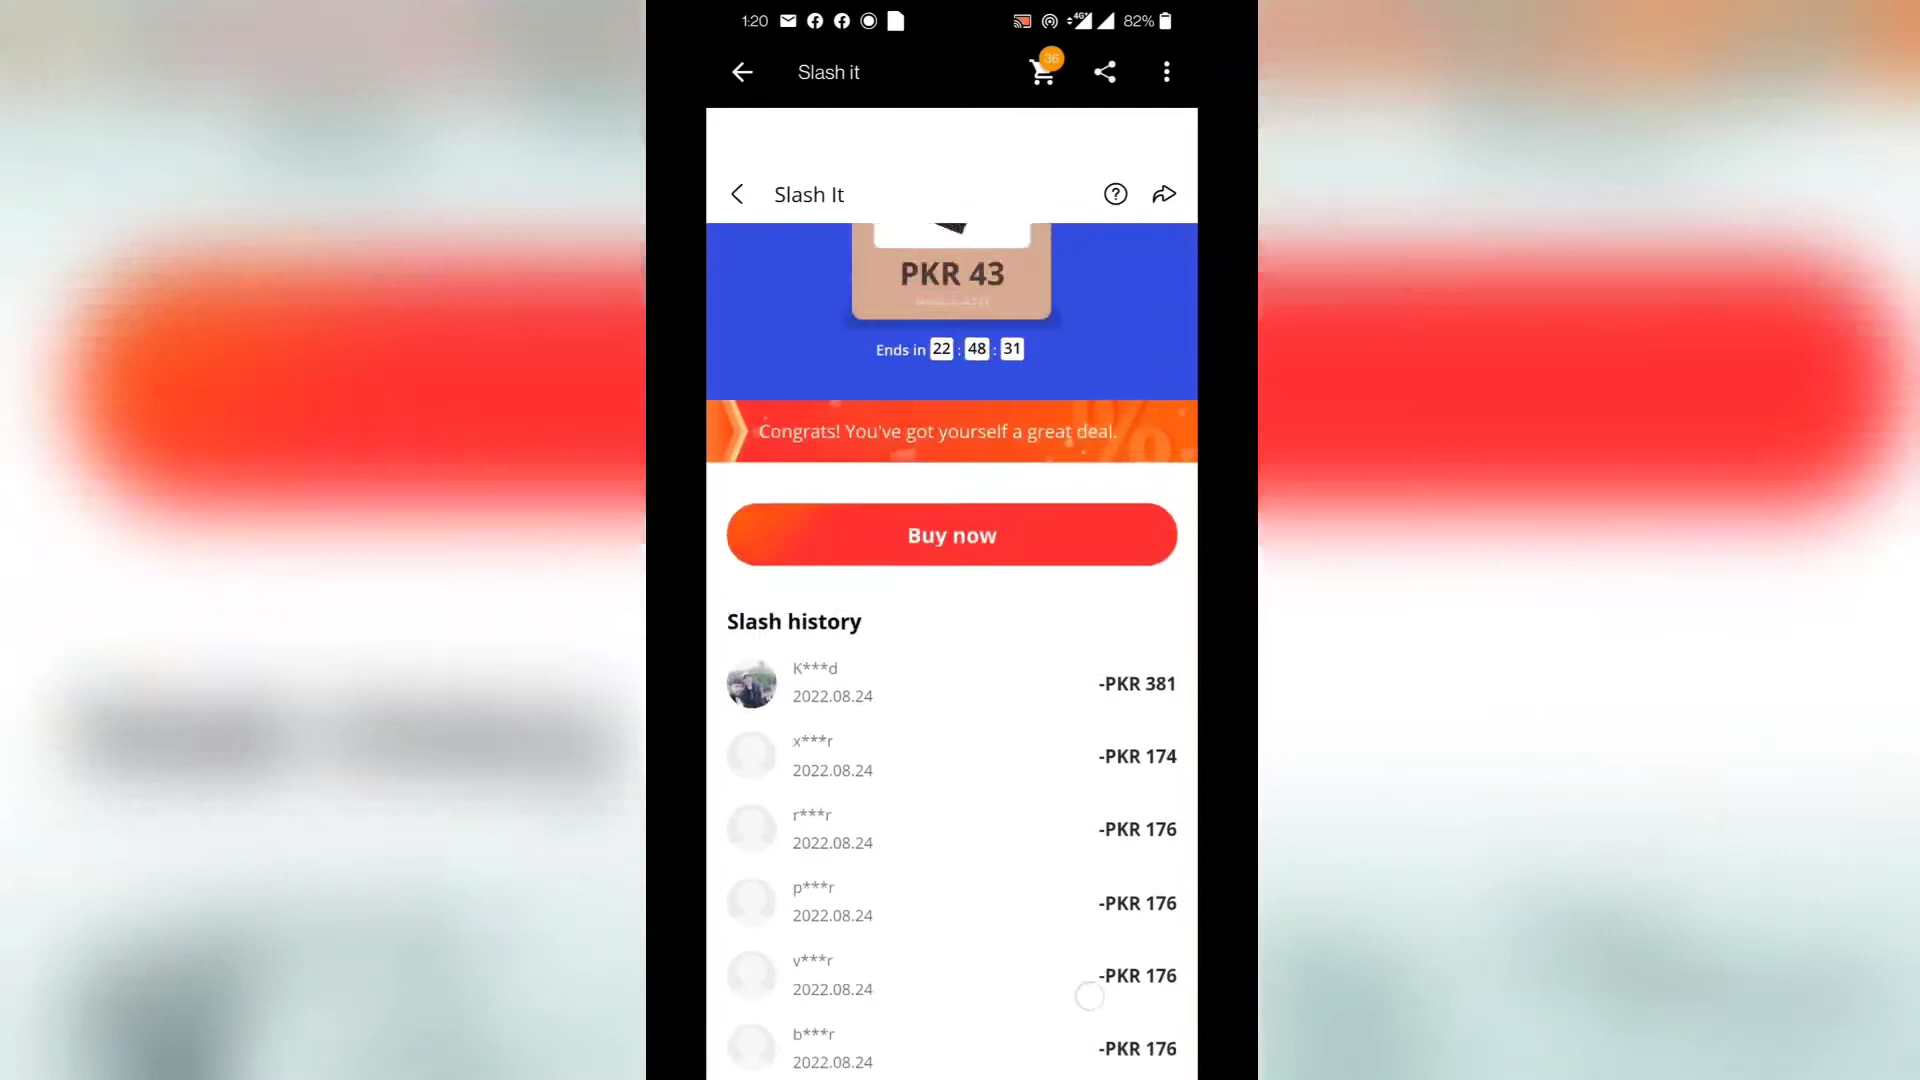 1:20
4G+
82%
Slash it
36
Slash It
PKR 43
Ends in 22 : 48 : 31
Congrats! You've got yourself a great deal.
Buy now
Slash history
K***d
2022.08.24
-PKR 381
x***r
2022.08.24
-PKR 174
r***r
2022.08.24
-PKR 176
p***r
2022.08.24
-PKR 176
v***r
2022.08.24
-PKR 176
b***r
2022.08.24
-PKR 176